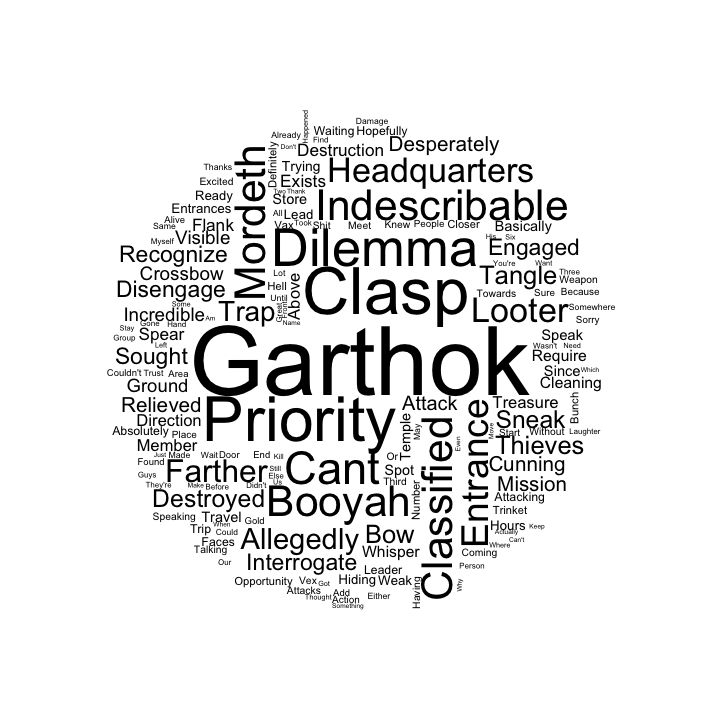 Happened
Damage
Already
Waiting
Hopefully
Find
Don't
Destruction
Desperately
Definitely
Thanks
Trying
Headquarters
Excited
Exists
Two
Thank
Ready
Store
Indescribable
Entrances
All
Lead
Mordeth
Alive
Same
Flank
Vax
Took
Shit
Meet
Knew
People
Closer
Basically
Myself
Visible
Dilemma
His
Six
Engaged
Recognize
You're
Want
Crossbow
Lot
Above
Clasp
Tangle
Three
Weapon
Disengage
Hell
Towards
Sure
Because
Until
Some
Incredible
Am
Trap
Great
Front
Looter
Somewhere
Gone
Hand
Name
Sorry
Stay
Group
Spear
Garthok
Speak
Left
Wasn't
Need
Sought
Require
Couldn't
Trust
Area
Since
Which
Ground
Cleaning
Relieved
Priority
Attack
Treasure
Bunch
Direction
Temple
May
Sneak
Absolutely
Place
Move
Start
Without
Laughter
Member
Even
Thieves
Just
Made
Wait
Door
End
Kill
Or
Found
Farther
Still
Cant
Spot
Classified
Entrance
Cunning
Guys
Else
Us
Third
They're
Make
Before
Didn't
Number
Mission
Destroyed
Booyah
Attacking
Speaking
Travel
Gold
Trinket
Trip
When
Could
Hours
Keep
Faces
Allegedly
Bow
Actually
Can't
Talking
Whisper
Where
Coming
Our
Interrogate
Leader
Person
Opportunity
Vex
Got
Hiding
Weak
Having
Why
Attacks
Add
Thought
Action
Either
Something